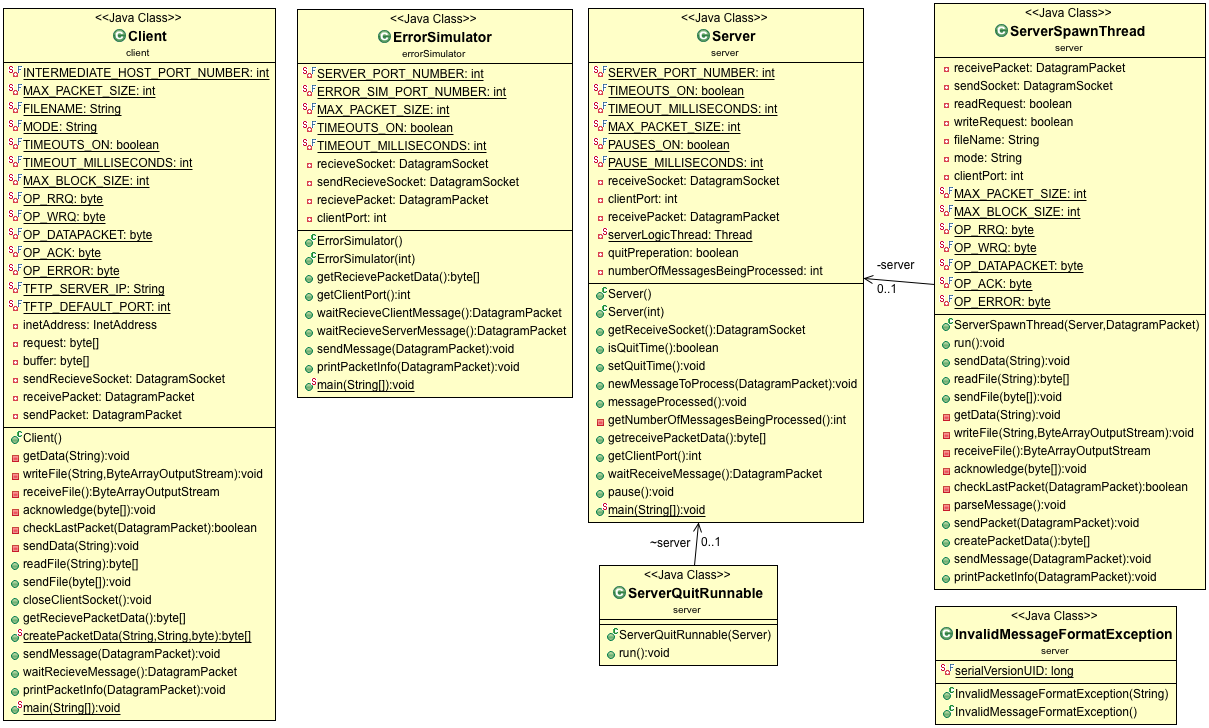 <<Java Class>>
Client
client
INTERMEDIATE_HOST_PORT_NUMBER: int
MAX_PACKET_SIZE: int
FILENAME: String
MODE: String
TIMEOUTS_ON: boolean
TIMEOUT_MILLISECONDS: int
MAX_BLOCK_SIZE: int
OP_RRQ: byte
OP_WRQ: byte
OP_DATAPACKET: byte
OP_ACK: byte
OP_ERROR: byte
TFTP_SERVER_IP: String
TFTP_DEFAULT_PORT: int
inetAddress: InetAddress
request: byte[]
buffer: byte[]
sendRecieveSocket: DatagramSocket
receivePacket: DatagramPacket
sendPacket: DatagramPacket
Client()
getData(String):void
writeFile(String,ByteArrayOutputStream):void
receiveFile():ByteArrayOutputStream
acknowledge(byte[]):void
checkLastPacket(DatagramPacket):boolean
sendData(String):void
readFile(String):byte[]
sendFile(byte[]):void
closeClientSocket():void
getRecievePacketData():byte[]
createPacketData(String,String,byte):byte[]
sendMessage(DatagramPacket):void
waitRecieveMessage():DatagramPacket
printPacketInfo(DatagramPacket):void
main(String[]):void
<<Java Class>>
ErrorSimulator
errorSimulator
SERVER_PORT_NUMBER: int
ERROR_SIM_PORT_NUMBER: int
MAX_PACKET_SIZE: int
TIMEOUTS_ON: boolean
TIMEOUT_MILLISECONDS: int
recieveSocket: DatagramSocket
sendRecieveSocket: DatagramSocket
recievePacket: DatagramPacket
clientPort: int
ErrorSimulator()
ErrorSimulator(int)
getRecievePacketData():byte[]
getClientPort():int
waitRecieveClientMessage():DatagramPacket
waitRecieveServerMessage():DatagramPacket
sendMessage(DatagramPacket):void
printPacketInfo(DatagramPacket):void
main(String[]):void
<<Java Class>>
Server
server
SERVER_PORT_NUMBER: int
TIMEOUTS_ON: boolean
TIMEOUT_MILLISECONDS: int
MAX_PACKET_SIZE: int
PAUSES_ON: boolean
PAUSE_MILLISECONDS: int
receiveSocket: DatagramSocket
clientPort: int
receivePacket: DatagramPacket
serverLogicThread: Thread
quitPreperation: boolean
numberOfMessagesBeingProcessed: int
Server()
Server(int)
getReceiveSocket():DatagramSocket
isQuitTime():boolean
setQuitTime():void
newMessageToProcess(DatagramPacket):void
messageProcessed():void
getNumberOfMessagesBeingProcessed():int
getreceivePacketData():byte[]
getClientPort():int
waitReceiveMessage():DatagramPacket
pause():void
main(String[]):void
~server 0..1
<<Java Class>>
ServerQuitRunnable
server
ServerQuitRunnable(Server)
run():void
-server
0..1
<<Java Class>>
ServerSpawnThread
server
receivePacket: DatagramPacket
sendSocket: DatagramSocket
readRequest: boolean
writeRequest: boolean
fileName: String
mode: String
clientPort: int
MAX_PACKET_SIZE: int
MAX_BLOCK_SIZE: int
OP_RRQ: byte
OP_WRQ: byte
OP_DATAPACKET: byte
OP_ACK: byte
OP_ERROR: byte
ServerSpawnThread(Server,DatagramPacket)
run():void
sendData(String):void
readFile(String):byte[]
sendFile(byte[]):void
getData(String):void
writeFile(String,ByteArrayOutputStream):void
receiveFile():ByteArrayOutputStream
acknowledge(byte[]):void
checkLastPacket(DatagramPacket):boolean
parseMessage():void
sendPacket(DatagramPacket):void
createPacketData():byte[]
sendMessage(DatagramPacket):void
printPacketInfo(DatagramPacket):void
<<Java Class>>
InvalidMessageFormatException
server
serialVersionUID: long
InvalidMessageFormatException(String)
InvalidMessageFormatException()